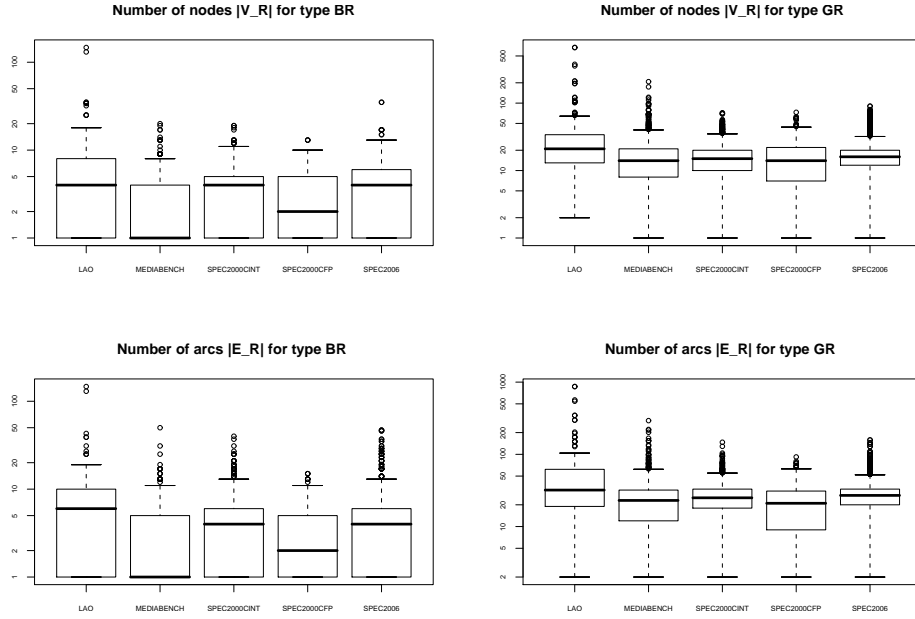 Number of nodes |V_R| for type BR
100
50
20
10
5
2
1
LAO
MEDIABENCH
SPEC2000CINT
SPEC2000CFP
SPEC2006
Number of nodes |V_R| for type GR
500
200
100
50
20
10
5
2
1
LAO
MEDIABENCH
SPEC2000CINT
SPEC2000CFP
SPEC2006
Number of arcs |E_R| for type BR
100
50
20
10
5
2
1
LAO
MEDIABENCH
SPEC2000CINT
SPEC2000CFP
SPEC2006
Number of arcs |E_R| for type GR
1000
500
200
100
50
20
10
5
2
LAO
MEDIABENCH
SPEC2000CINT
SPEC2000CFP
SPEC2006